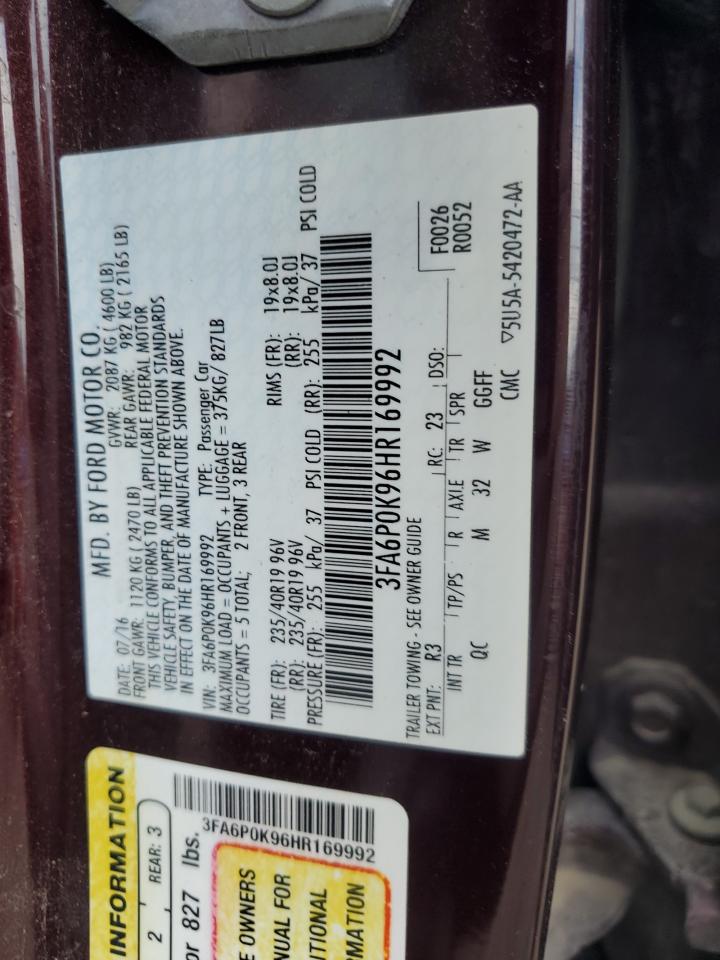 MFD. BY FORD MOTOR CO.
DATE: 07/16 GVWR: 2087 KG ( 4600 LB)
FRONT GAWR: 1120 KG ( 2470 LB) REAR GAWR: 982 KG ( 2165 LB)
THIS VEHICLE CONFORMS TO ALL APPLICABLE FEDERAL MOTOR
VEHICLE SAFETY, BUMPER, AND THEFT PREVENTION STANDARDS
IN EFFECT ON THE DATE OF MANUFACTURE SHOWN ABOVE.
VIN: 3FA6P0K96HR169992 TYPE: Passenger Car
MAXIMUM LOAD = OCCUPANTS + LUGGAGE = 375KG/ 827LB
OCCUPANTS = 5 TOTAL; 2 FRONT, 3 REAR
TIRE (FR): 235/40R19 96V RIMS (FR): 19x8.0J
(RR): 235/40R19 96V (RR): 19x8.0J
PRESSURE (FR): 255 kPa/ 37 PSI COLD (RR): 255 kPa/ 37 PSI COLD
3FA6P0K96HR169992
TRAILER TOWING - SEE OWNER GUIDE F0026
EXT PNT: R3 RC: 23 DSO: R0052
INT TR TP/PS R AXLE TR SPR
QC M 32 W GGFF
CMC ▽5U5A-5420472-AA
INFORMATION
2 REAR: 3
or 827 lbs.
3FA6P0K96HR169992
E OWNERS
NUAL FOR
ITIONAL
RMATION